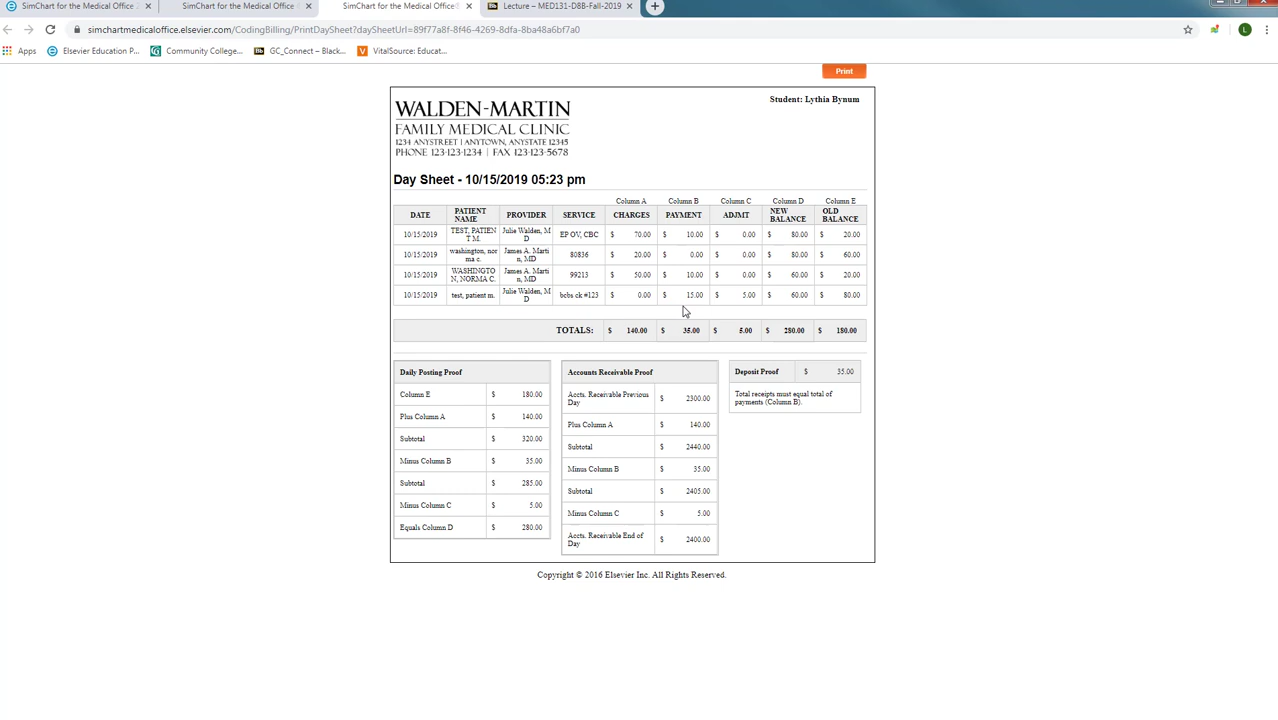 SimChart for the Medical Office
SimChart for the Medical Office
SimChart for the Medical Office
Bb Lecture – MED131-D8B-Fall-2019
simchartmedicaloffice.elsevier.com/CodingBilling/PrintDaySheet?daySheetUrl=89f77a8f-8f46-4269-8dfa-8ba48a6bf7a0
L
Apps Elsevier Education P... Community College... Bb GC_Connect – Black... VitalSource: Educat...
Print
Student: Lythia Bynum
WALDEN-MARTIN
FAMILY MEDICAL CLINIC
1234 ANYSTREET | ANYTOWN, ANYSTATE 12345
PHONE 123-123-1234 | FAX 123-123-5678
Day Sheet - 10/15/2019 05:23 pm
Column A Column B Column C Column D Column E
DATE PATIENT NAME PROVIDER SERVICE CHARGES PAYMENT ADJMT NEW BALANCE OLD BALANCE
10/15/2019 TEST, PATIENT M. Julie Walden, MD EP OV, CBC $ 70.00 $ 10.00 $ 0.00 $ 80.00 $ 20.00
10/15/2019 washington, norma c. James A. Martin, MD 80836 $ 20.00 $ 0.00 $ 0.00 $ 80.00 $ 60.00
10/15/2019 WASHINGTON, NORMA C. James A. Martin, MD 99213 $ 50.00 $ 10.00 $ 0.00 $ 60.00 $ 20.00
10/15/2019 test, patient m. Julie Walden, MD bcbs ck #123 $ 0.00 $ 15.00 $ 5.00 $ 60.00 $ 80.00
TOTALS: $ 140.00 $ 35.00 $ 5.00 $ 280.00 $ 180.00
Daily Posting Proof
Column E $ 180.00
Plus Column A $ 140.00
Subtotal $ 320.00
Minus Column B $ 35.00
Subtotal $ 285.00
Minus Column C $ 5.00
Equals Column D $ 280.00
Accounts Receivable Proof
Accts. Receivable Previous
Day $ 2300.00
Plus Column A $ 140.00
Subtotal $ 2440.00
Minus Column B $ 35.00
Subtotal $ 2405.00
Minus Column C $ 5.00
Accts. Receivable End of
Day $ 2400.00
Deposit Proof $ 35.00
Total receipts must equal total of
payments (Column B).
Copyright © 2016 Elsevier Inc. All Rights Reserved.